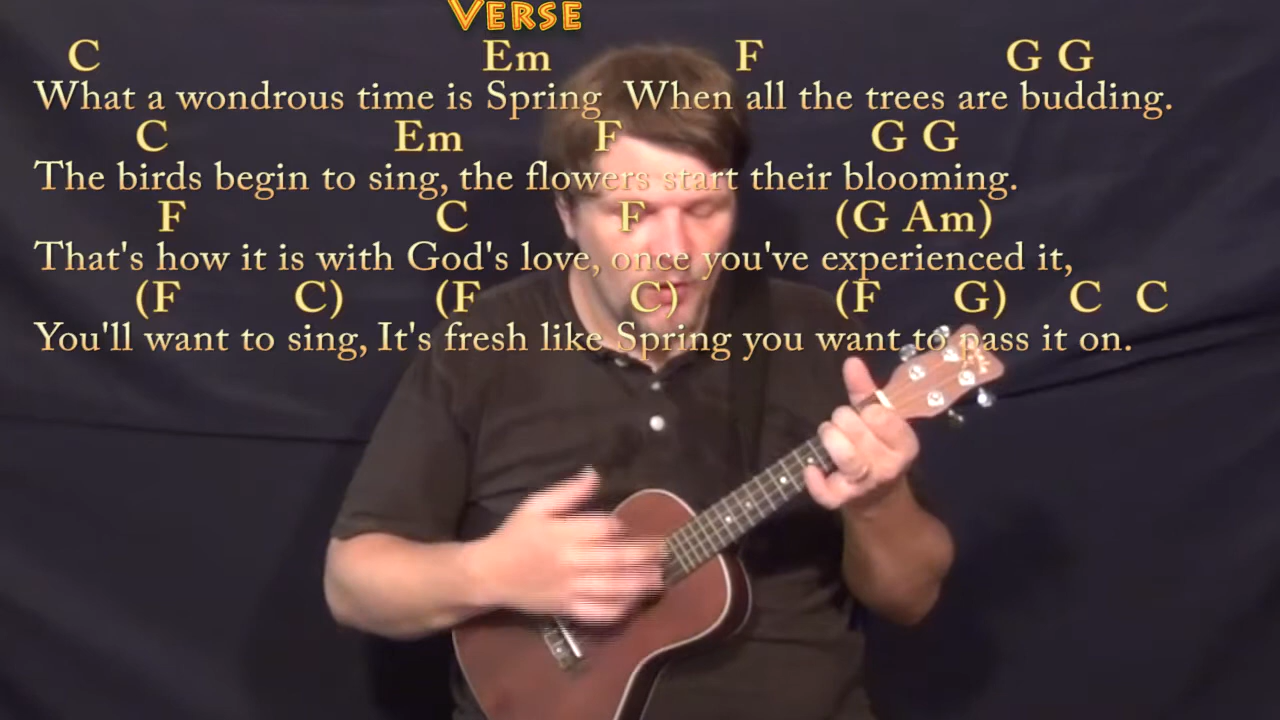 VERSE
C Em F G G
What a wondrous time is Spring When all the trees are budding.
C Em F G G
The birds begin to sing, the flowers start their blooming.
F C F (G Am)
That's how it is with God's love, once you've experienced it,
(F C) (F C) (F G) C C
You'll want to sing, It's fresh like Spring you want to pass it on.